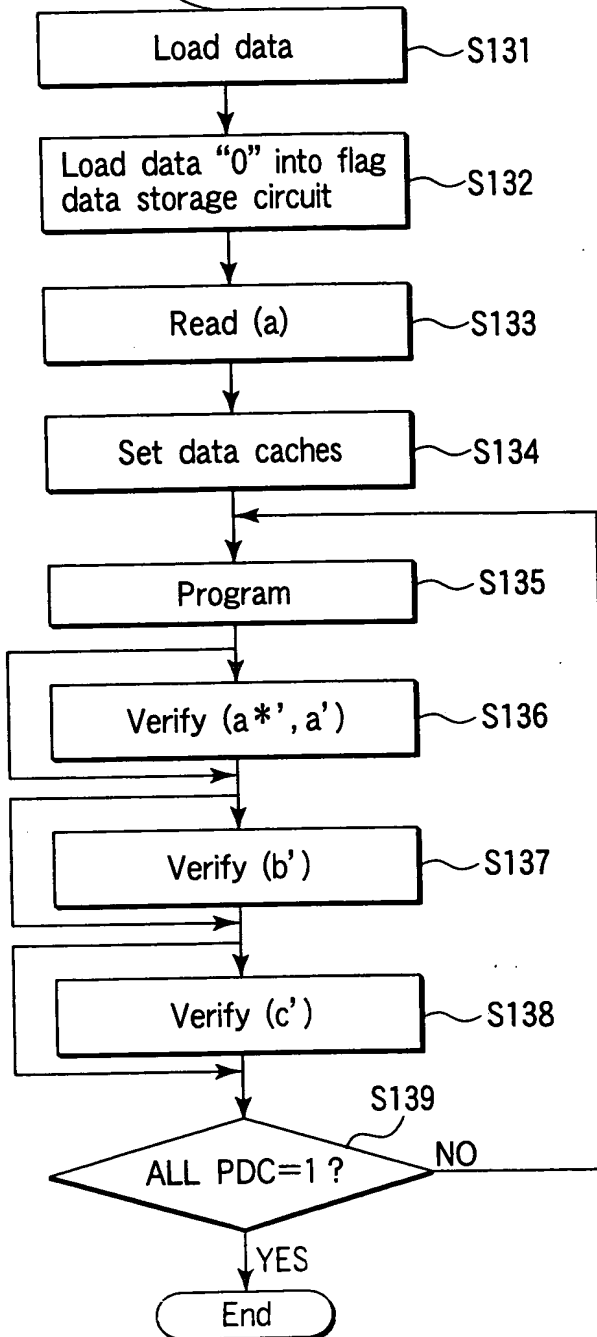 Load data
S131
Load data “0” into flag
data storage circuit
S132
Read (a)
S133
Set data caches
S134
Program
S135
Verify (a*', a')
S136
Verify (b')
S137
Verify (c')
S138
S139
ALL PDC=1?
NO
YES
End